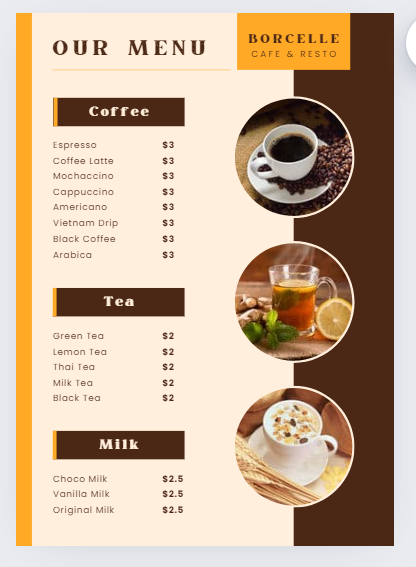 OUR MENU
BORCELLE
CAFE & RESTO
Coffee
Espresso $3
Coffee Latte $3
Mochaccino $3
Cappuccino $3
Americano $3
Vietnam Drip $3
Black Coffee $3
Arabica $3
Tea
Green Tea $2
Lemon Tea $2
Thai Tea $2
Milk Tea $2
Black Tea $2
Milk
Choco Milk $2.5
Vanilla Milk $2.5
Original Milk $2.5